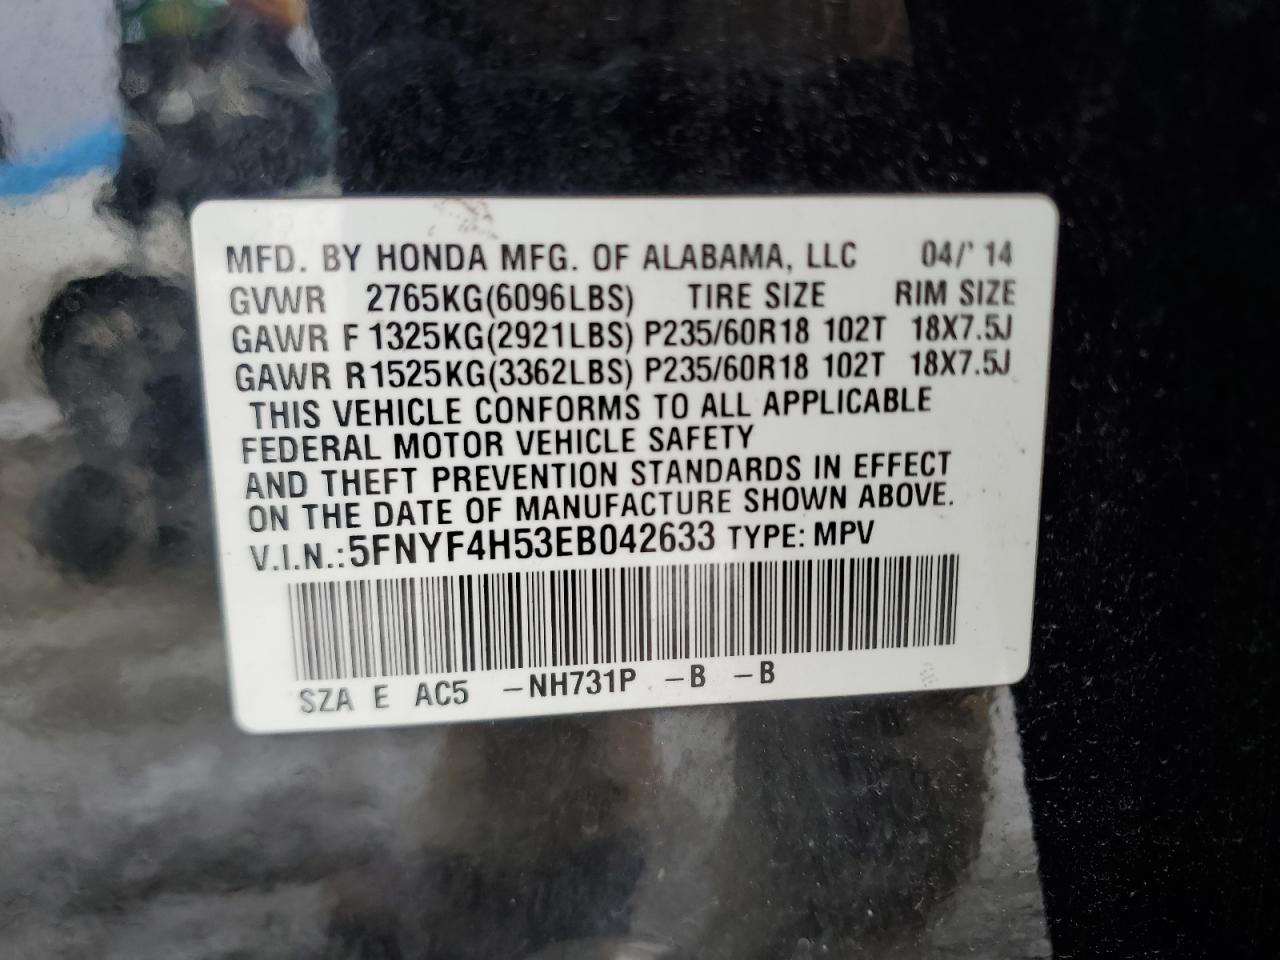 MFD. BY HONDA MFG. OF ALABAMA, LLC 04/' 14
GVWR 2765KG(6096LBS) TIRE SIZE RIM SIZE
GAWR F 1325KG(2921LBS) P235/60R18 102T 18X7.5J
GAWR R1525KG(3362LBS) P235/60R18 102T 18X7.5J
THIS VEHICLE CONFORMS TO ALL APPLICABLE
FEDERAL MOTOR VEHICLE SAFETY
AND THEFT PREVENTION STANDARDS IN EFFECT
ON THE DATE OF MANUFACTURE SHOWN ABOVE.
V.I.N.:5FNYF4H53EB042633 TYPE: MPV
SZA E AC5 -NH731P -B -B